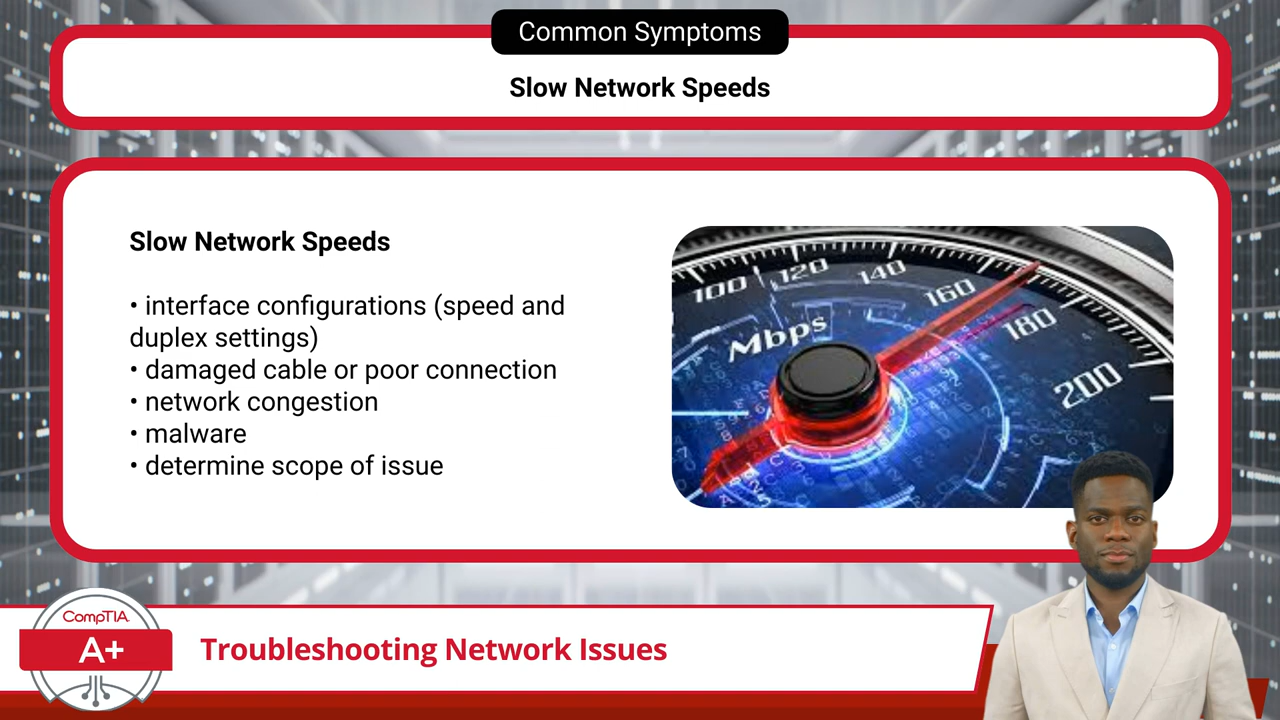 Common Symptoms
Slow Network Speeds
Slow Network Speeds
• interface configurations (speed and
duplex settings)
• damaged cable or poor connection
• network congestion
• malware
• determine scope of issue
100
120
140
160
180
200
Mbps
CompTIA
A+
Troubleshooting Network Issues